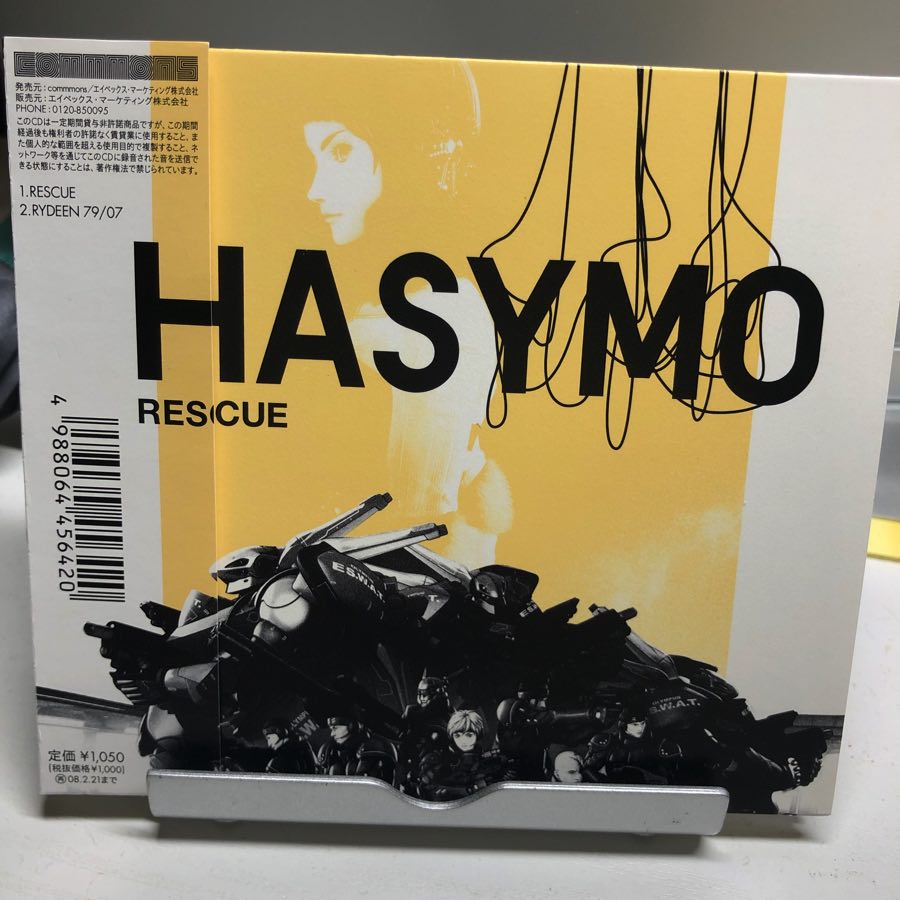 commmons
発売元:commmons/エイベックス・マーケティング株式会社
販売元:エイベックス・マーケティング株式会社
PHONE:0120-850095
このCDは一定期間貸与非許諾商品ですが、この期間
経過後も権利者の許諾なく賃貸業に使用すること、ま
た個人的な範囲を超える使用目的で複製すること、ネ
ットワーク等を通じてこのCDに録音された音を送信で
きる状態にすることは、著作権法で禁じられています。
1.RESCUE
2.RYDEEN 79/07
HASYMO
RESCUE
4 988064 456420
E.S.W.A.T.
OLYMPUS
E.S.W.A.T.
定価 ¥1,050
(税抜価格¥1,000)
再 08.2.21まで